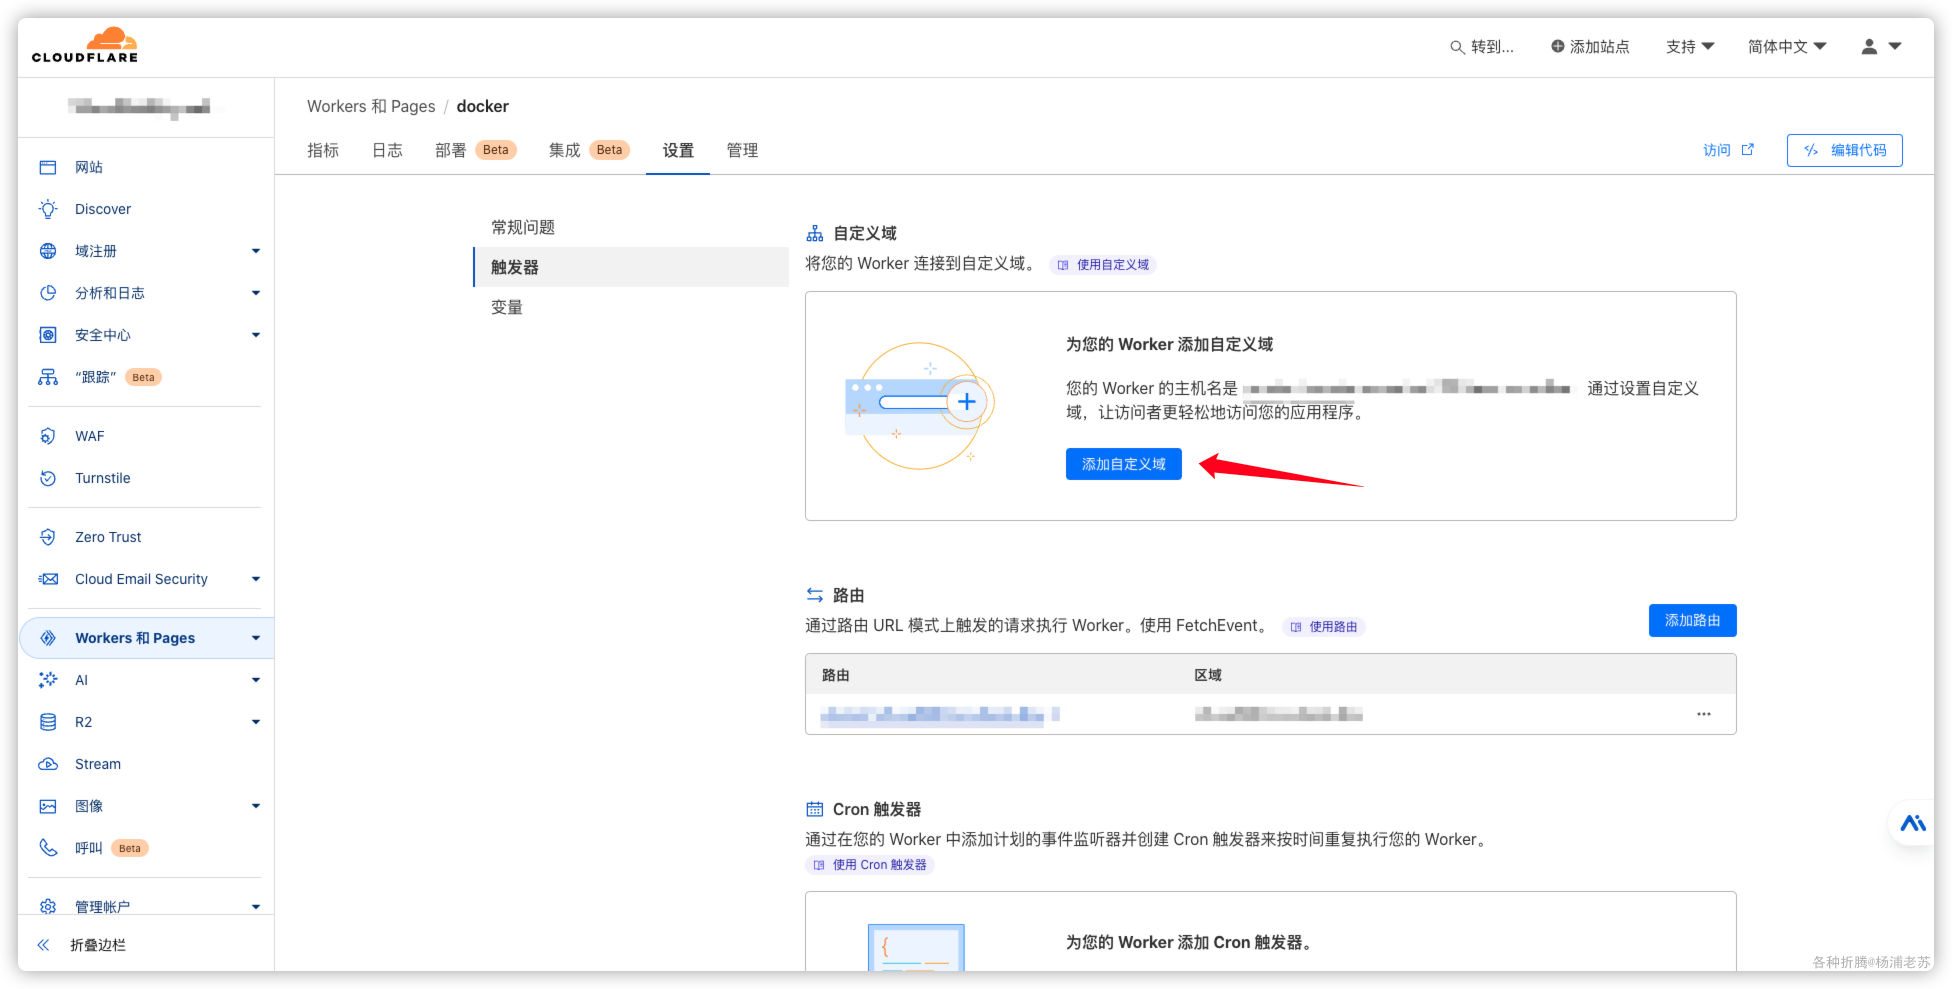 CLOUDFLARE
转到...
添加站点
支持
简体中文
网站
Discover
域注册
分析和日志
安全中心
“跟踪” Beta
WAF
Turnstile
Zero Trust
Cloud Email Security
Workers 和 Pages
AI
R2
Stream
图像
呼叫 Beta
管理帐户
折叠边栏
Workers 和 Pages / docker
指标 日志 部署 Beta 集成 Beta 设置 管理
访问
编辑代码
常规问题
触发器
变量
自定义域
将您的 Worker 连接到自定义域。 使用自定义域
为您的 Worker 添加自定义域
您的 Worker 的主机名是 通过设置自定义
域，让访问者更轻松地访问您的应用程序。
添加自定义域
路由
通过路由 URL 模式上触发的请求执行 Worker。使用 FetchEvent。 使用路由
添加路由
路由 区域
Cron 触发器
通过在您的 Worker 中添加计划的事件监听器并创建 Cron 触发器来按时间重复执行您的 Worker。
使用 Cron 触发器
为您的 Worker 添加 Cron 触发器。
各种折腾@杨浦老苏